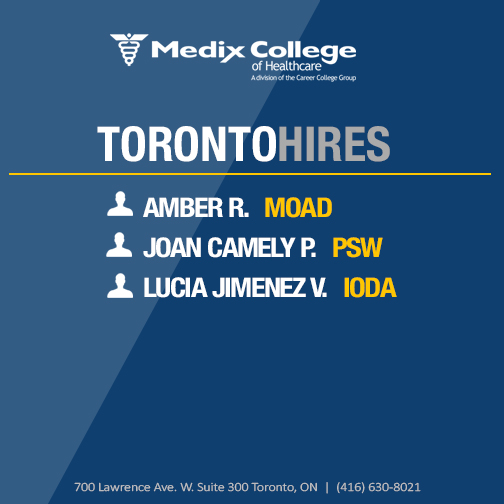 Medix College
of Healthcare
A division of the Career College Group
TORONTOHIRES
AMBER R. MOAD
JOAN CAMELY P. PSW
LUCIA JIMENEZ V. IODA
700 Lawrence Ave. W. Suite 300 Toronto, ON | (416) 630-8021